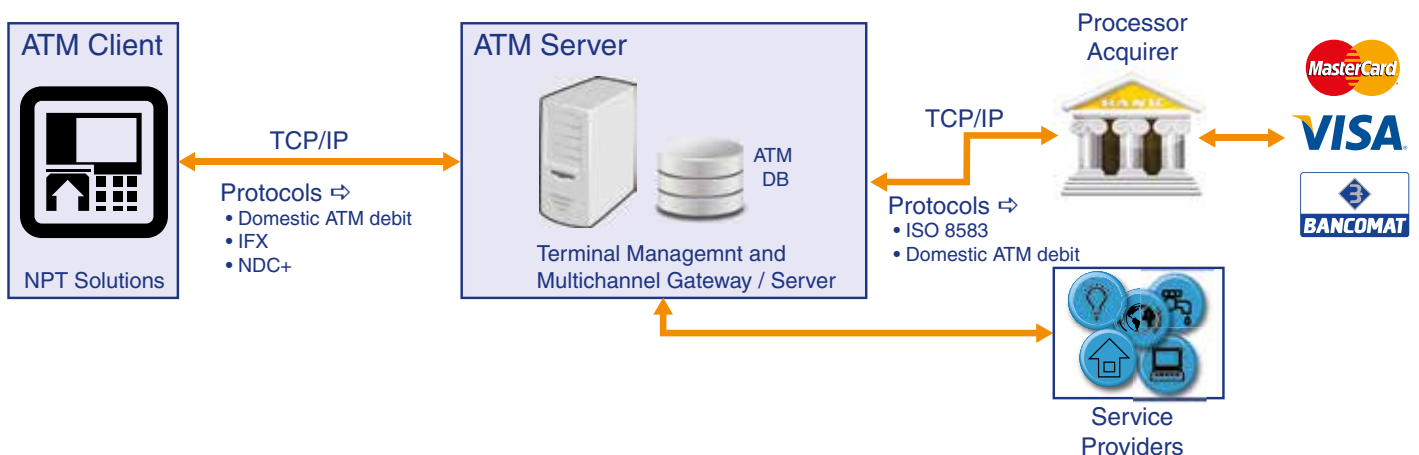 ATM Client
NPT Solutions
TCP/IP
Protocols ⇨
• Domestic ATM debit
• IFX
• NDC+
ATM Server
ATM
DB
Terminal Managemnt and
Multichannel Gateway / Server
TCP/IP
Protocols ⇨
• ISO 8583
• Domestic ATM debit
Processor
Acquirer
BANK
MasterCard
VISA
BANCOMAT
Service
Providers